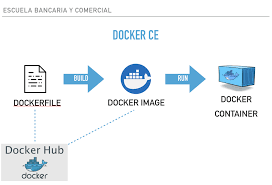 ESCUELA BANCARIA Y COMERCIAL
DOCKER CE
BUILD
RUN
DOCKERFILE
DOCKER IMAGE
DOCKER
CONTAINER
Docker Hub
docker